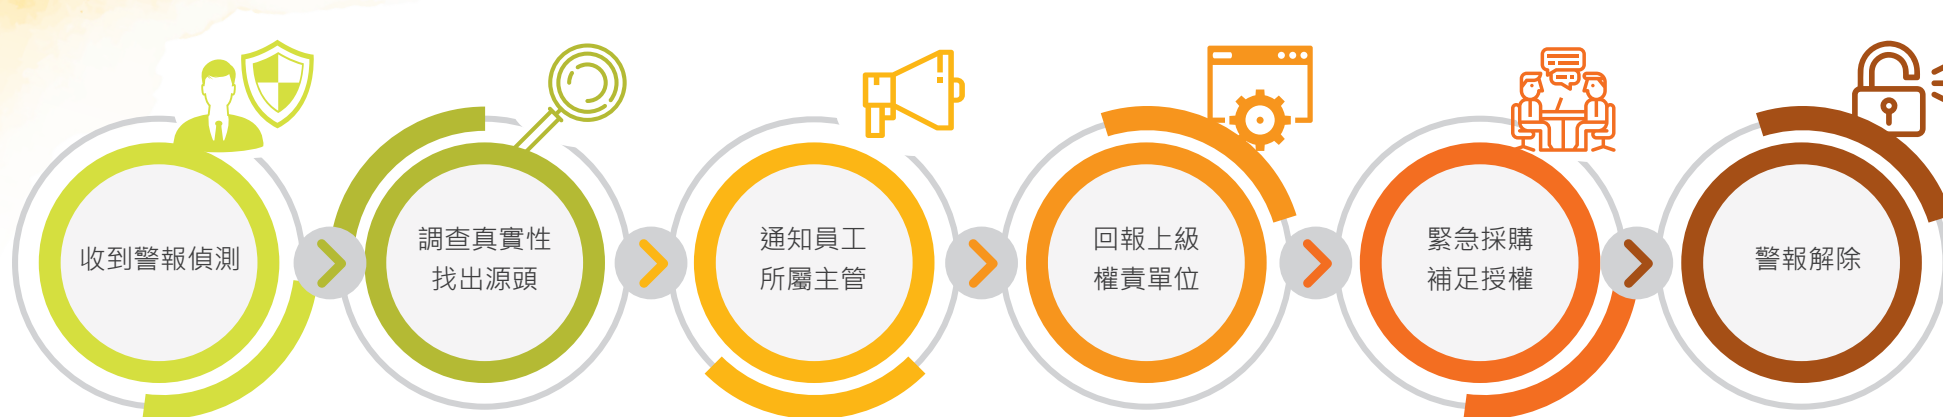 收到警報偵測
調查真實性
找出源頭
通知員工
所屬主管
回報上級
權責單位
緊急採購
補足授權
警報解除